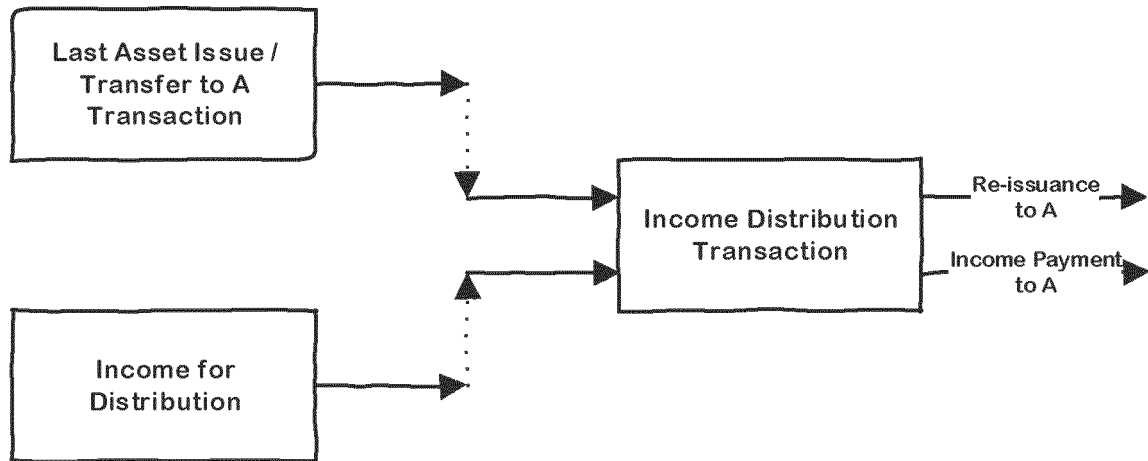 Last Asset Issue /
Transfer to A
Transaction
Income Distribution
Transaction
Re-issuance
to A
Income Payment
to A
Income for
Distribution